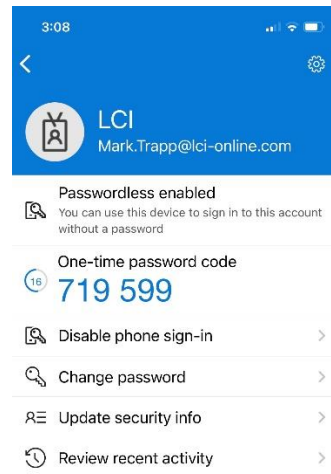 3:08
LCI
Mark.Trapp@lci-online.com
Passwordless enabled
You can use this device to sign in to this account
without a password
One-time password code
16
719 599
Disable phone sign-in
Change password
Update security info
Review recent activity